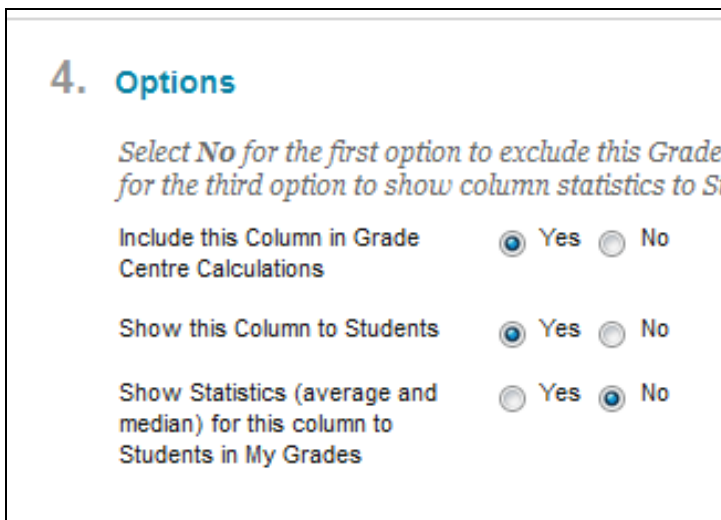 4. Options
Select No for the first option to exclude this Grade
for the third option to show column statistics to
Include this Column in Grade Yes No
Centre Calculations
Show this Column to Students Yes No
Show Statistics (average and Yes No
median) for this column to
Students in My Grades